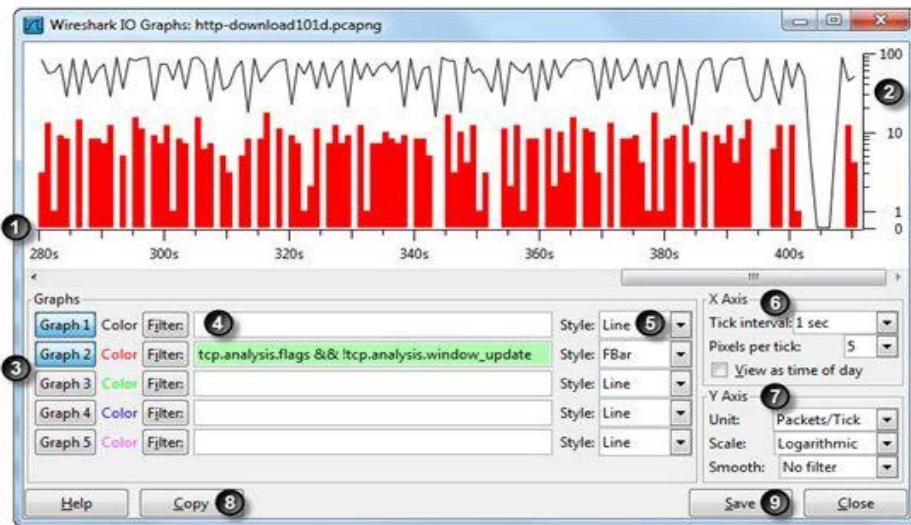 Wireshark IO Graphs: http-download101d.pcapng
100
2
10
1
0
1
280s 300s 320s 340s 360s 380s 400s
Graphs
Graph 1 Color Filter: 4 Style: Line 5
Graph 2 Color Filter: tcp.analysis.flags && !tcp.analysis.window_update Style: FBar
3
Graph 3 Color Filter: Style: Line
Graph 4 Color Filter: Style: Line
Graph 5 Color Filter: Style: Line
X Axis 6
Tick interval: 1 sec
Pixels per tick: 5
View as time of day
Y Axis 7
Unit: Packets/Tick
Scale: Logarithmic
Smooth: No filter
Help Copy 8 Save 9 Close